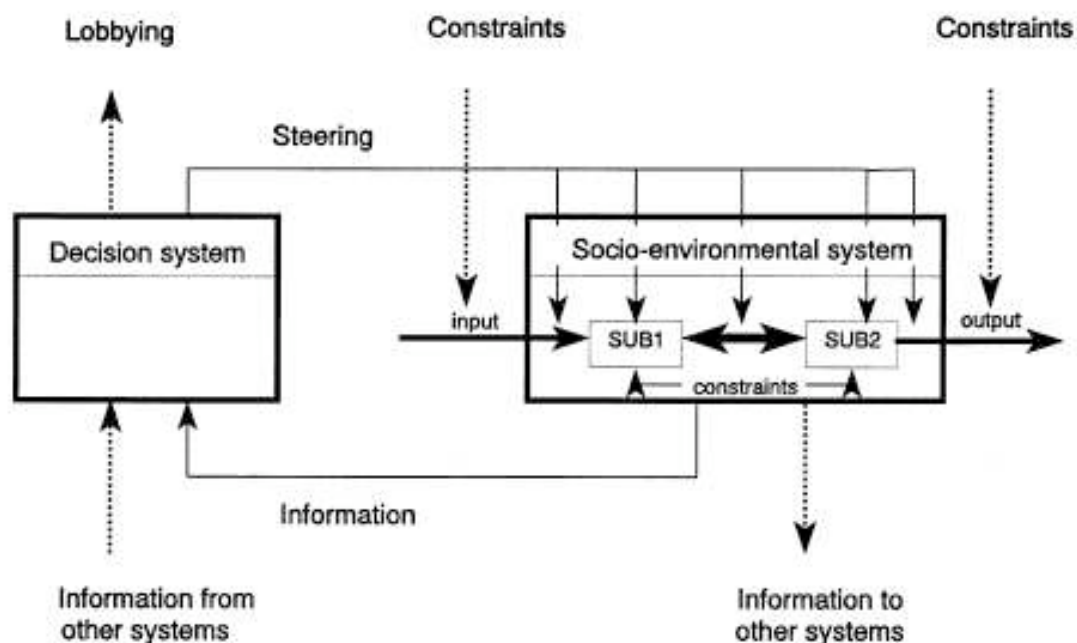 Lobbying
Constraints
Constraints
Steering
Decision system
Socio-environmental system
input
SUB1
SUB2
output
constraints
Information
Information from
other systems
Information to
other systems